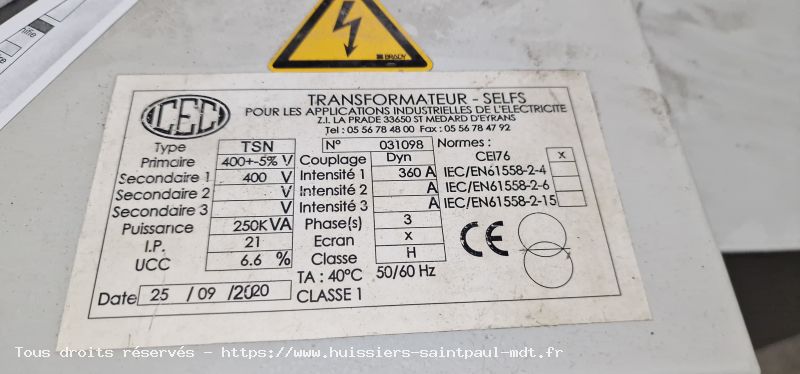 BRADY
CEC
TRANSFORMATEUR - SELFS
POUR LES APPLICATIONS INDUSTRIELLES DE L'ELECTRICITE
Z.I. LA PRADE 33650 ST MEDARD D'EYRANS
Tel : 05 56 78 48 00 Fax : 05 56 78 47 92
Type TSN N° 031098 Normes :
Primaire 400+-5% V Couplage Dyn CEI76 x
Secondaire 1 400 V Intensité 1 360 A IEC/EN61558-2-4
Secondaire 2 V Intensité 2 A IEC/EN61558-2-6
Secondaire 3 V Intensité 3 A IEC/EN61558-2-15
Puissance 250KVA Phase(s) 3
I.P. 21 Ecran x CE
UCC 6.6 % Classe H
TA : 40°C 50/60 Hz
Date 25 / 09 /2020 CLASSE 1
Tous droits réservés - https://www.huissiers-saintpaul-mdt.fr